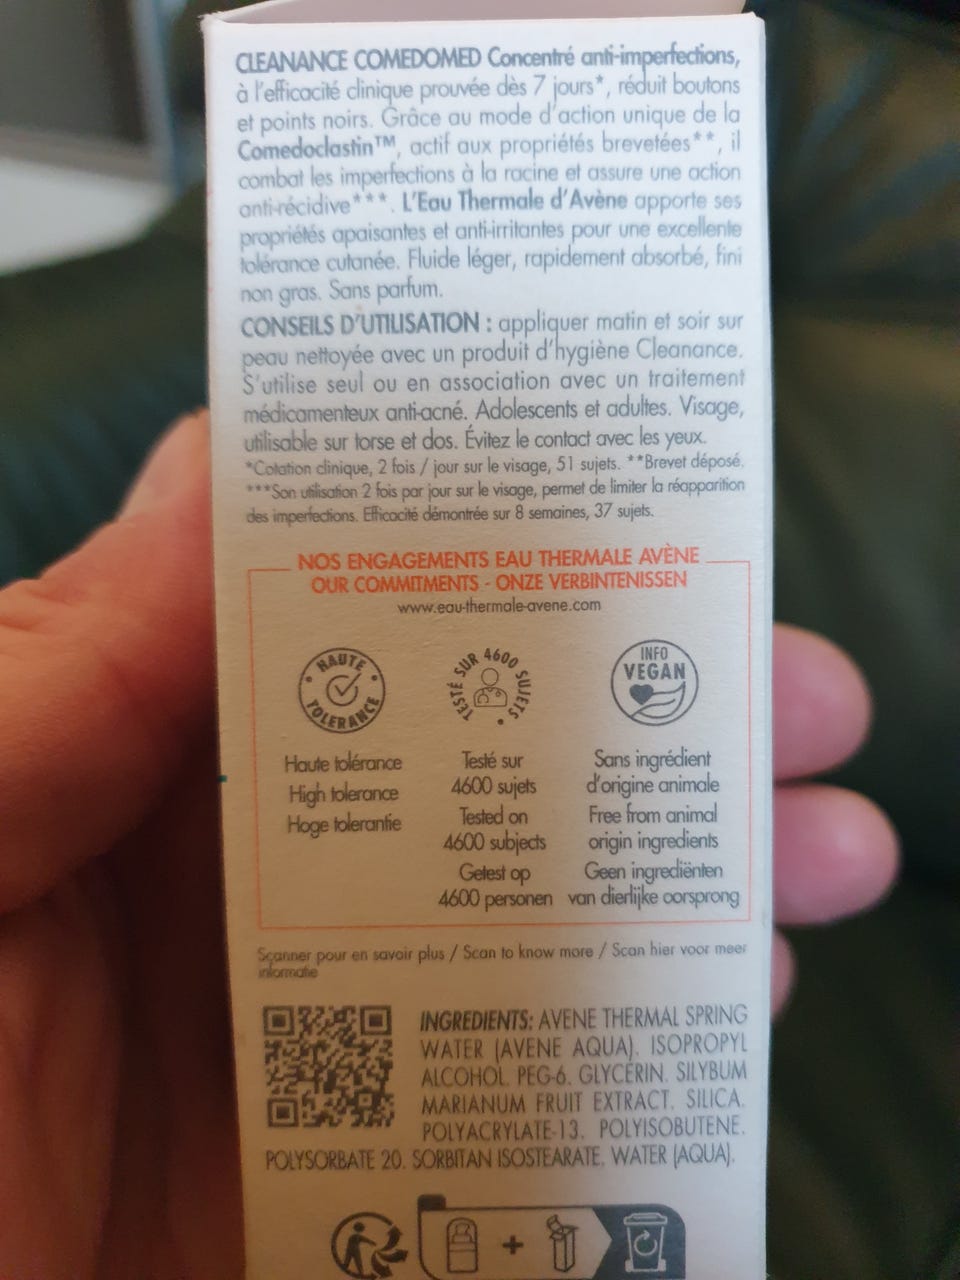 CLEANANCE COMEDOMED Concentré anti-imperfections,
à l'efficacité clinique prouvée dès 7 jours*, réduit boutons
et points noirs. Grâce au mode d'action unique de la
Comedoclastin™, actif aux propriétés brevetées**, il
combat les imperfections à la racine et assure une action
anti-récidive***. L'Eau Thermale d'Avène apporte ses
propriétés apaisantes et anti-irritantes pour une excellente
tolérance cutanée. Fluide léger, rapidement absorbé, fini
non gras. Sans parfum.
CONSEILS D'UTILISATION : appliquer matin et soir sur
peau nettoyée avec un produit d'hygiène Cleanance.
S'utilise seul ou en association avec un traitement
médicamenteux anti-acné. Adolescents et adultes. Visage,
utilisable sur torse et dos. Évitez le contact avec les yeux.
*Cotation clinique, 2 fois / jour sur le visage, 51 sujets. **Brevet déposé.
***Son utilisation 2 fois par jour sur le visage, permet de limiter la réapparition
des imperfections. Efficacité démontrée sur 8 semaines, 37 sujets.
NOS ENGAGEMENTS EAU THERMALE AVÈNE
OUR COMMITMENTS - ONZE VERBINTENISSEN
www.eau-thermale-avene.com
• HAUTE •
TOLERANCE
TESTÉ SUR 4600 SUJETS •
INFO
VEGAN
Haute tolérance
High tolerance
Hoge tolerantie
Testé sur
4600 sujets
Tested on
4600 subjects
Getest op
4600 personen
Sans ingrédient
d'origine animale
Free from animal
origin ingredients
Geen ingrediënten
van dierlijke oorsprong
Scanner pour en savoir plus / Scan to know more / Scan hier voor meer
informatie
INGREDIENTS: AVENE THERMAL SPRING
WATER (AVENE AQUA). ISOPROPYL
ALCOHOL. PEG-6. GLYCERIN. SILYBUM
MARIANUM FRUIT EXTRACT. SILICA.
POLYACRYLATE-13. POLYISOBUTENE.
POLYSORBATE 20. SORBITAN ISOSTEARATE. WATER (AQUA).